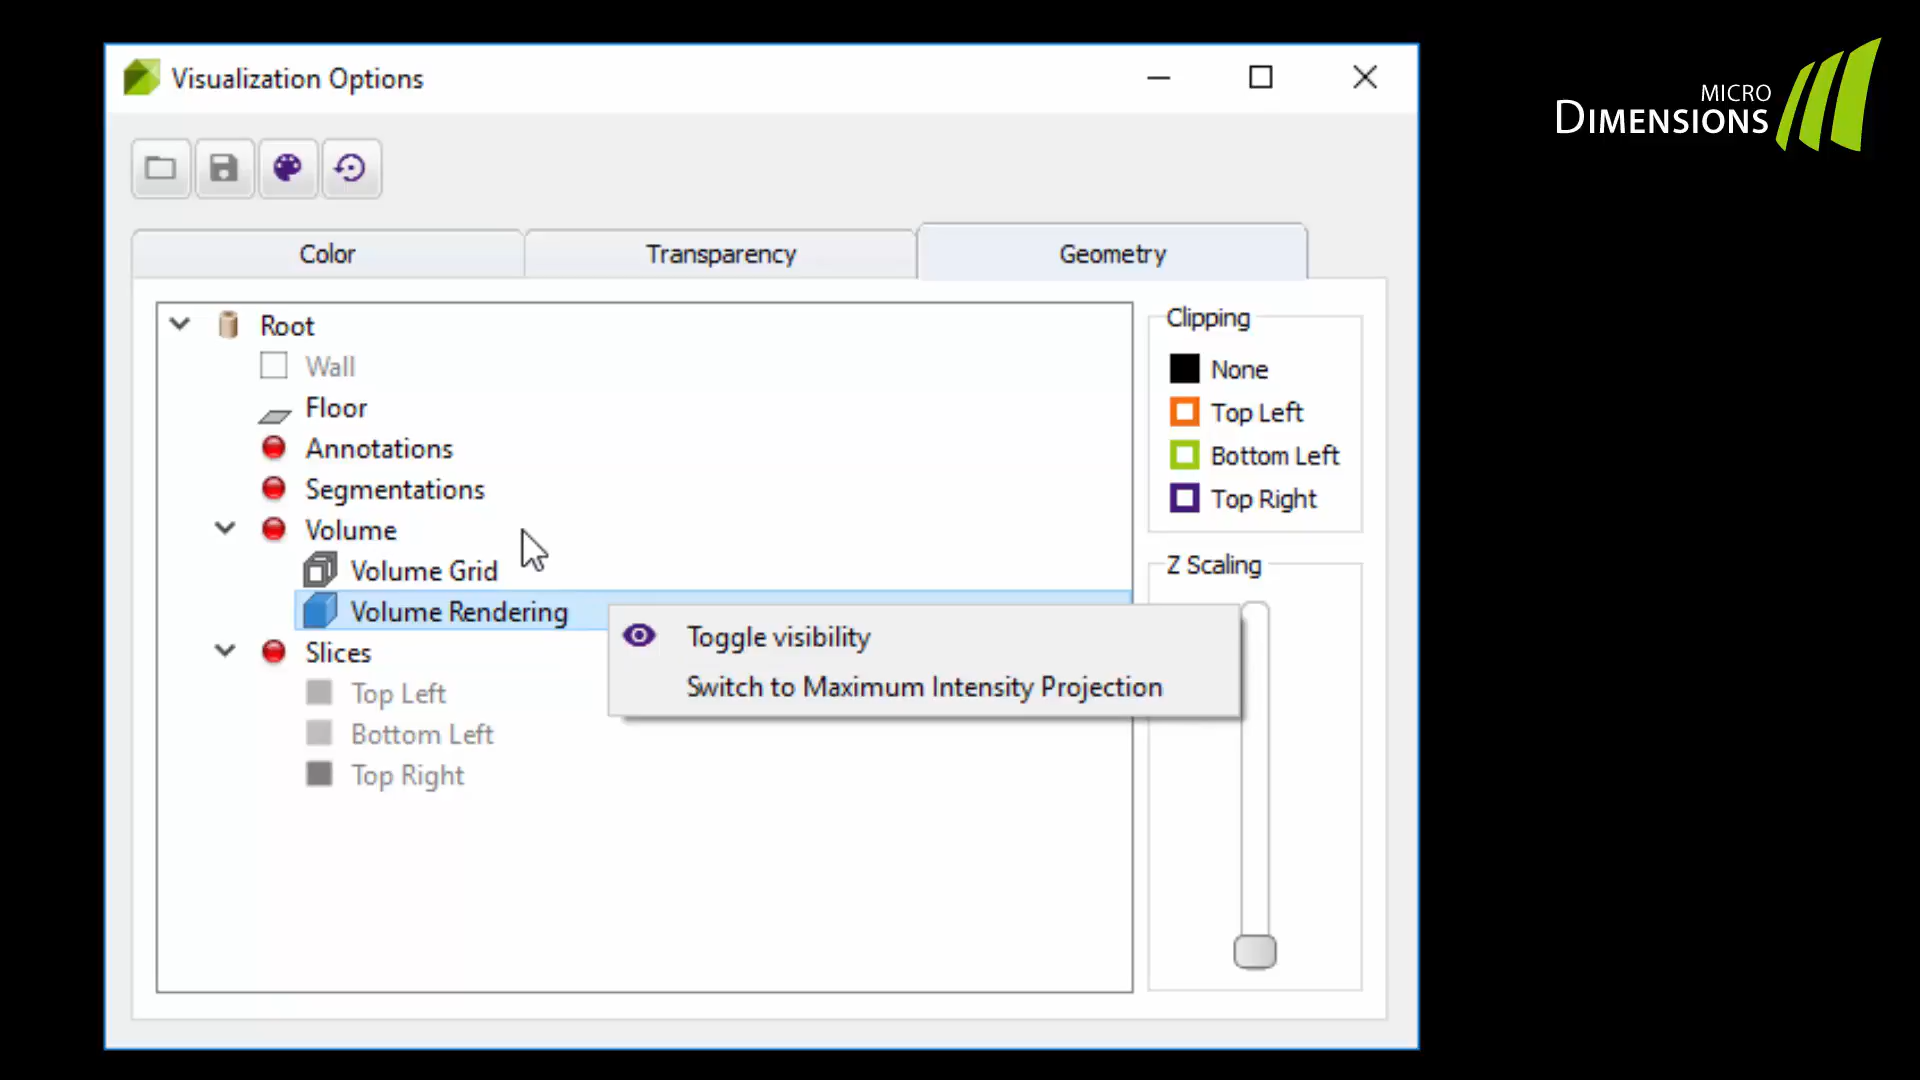 Visualization Options
MICRO
DIMENSIONS
Color
Transparency
Geometry
Root
Wall
Floor
Annotations
Segmentations
Volume
Volume Grid
Volume Rendering
Slices
Top Left
Bottom Left
Top Right
Toggle visibility
Switch to Maximum Intensity Projection
Clipping
None
Top Left
Bottom Left
Top Right
Z Scaling